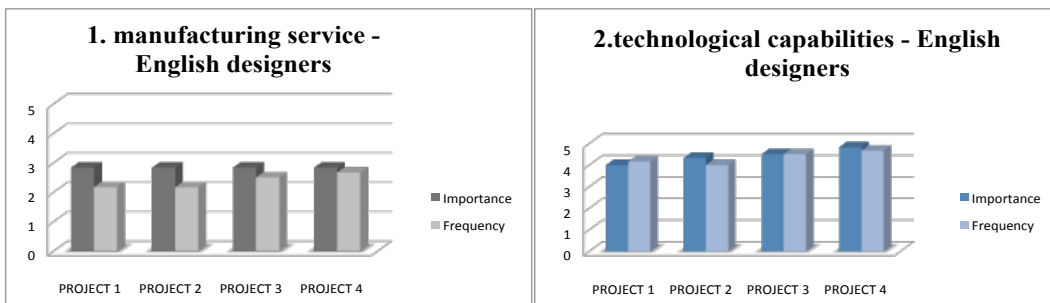 1. manufacturing service -
English designers
5
4
3
2
1
0
PROJECT 1 PROJECT 2 PROJECT 3 PROJECT 4
Importance
Frequency
2.technological capabilities - English
designers
5
4
3
2
1
0
PROJECT 1 PROJECT 2 PROJECT 3 PROJECT 4
Importance
Frequency